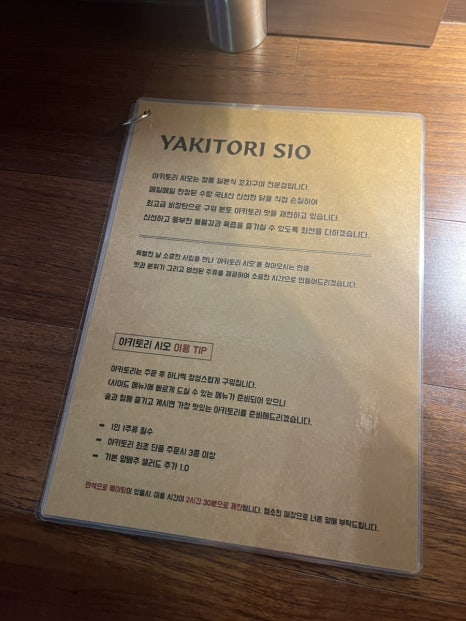 YAKITORI SIO
야키토리 시오는 정통 일본식 꼬치구이 전문점입니다.
매일매일 한정된 수량 국내산 신선한 닭을 직접 손질하여
최고급 비장탄으로 구워 본토 야키토리 맛을 재현하고 있습니다.
신선하고 풍부한 불률감과 육즙을 즐기실 수 있도록 최선을 다하겠습니다.
특별한 날 소중한 사람을 만나 '야키토리 시오'를 찾아오시는 만큼
맛과 분위기 그리고 엄선된 주류를 제공하여 소중한 시간으로 만들어드리겠습니다.
야키토리 시오 이용 TIP
야키토리는 주문 후 하나씩 정성스럽게 구워집니다.
<사이드 메뉴>에 빠르게 드실 수 있는 메뉴가 준비되어 있으니
술과 함께 즐기고 계시면 가장 맛있는 야키토리를 준비해드리겠습니다.
1인 1주류 필수
야키토리 최초 단품 주문시 3종 이상
기본 양배추 샐러드 추가 1.0
만석으로 웨이팅이 있을시, 이용 시간이 2시간 30분으로 제한됩니다. 협소한 매장으로 너른 양해 부탁드립니다.